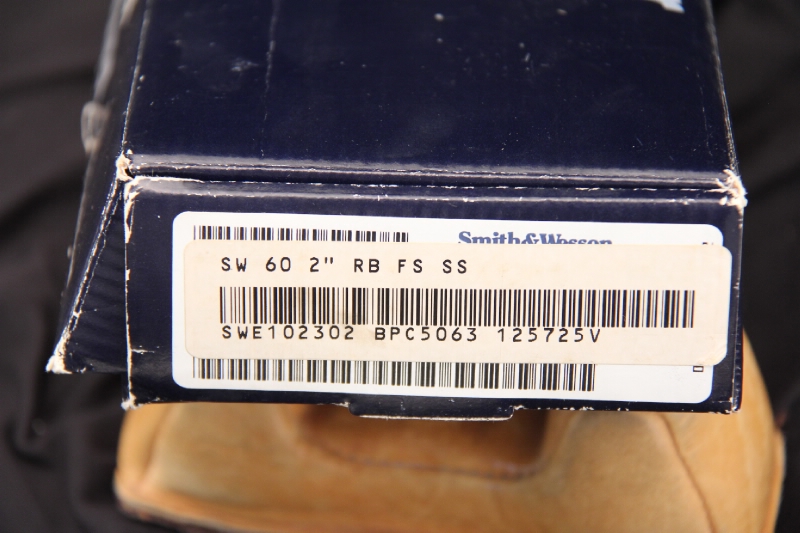 Smith&Wesson
SW 60 2" RB FS SS
SWE102302 BPC5063 125725V